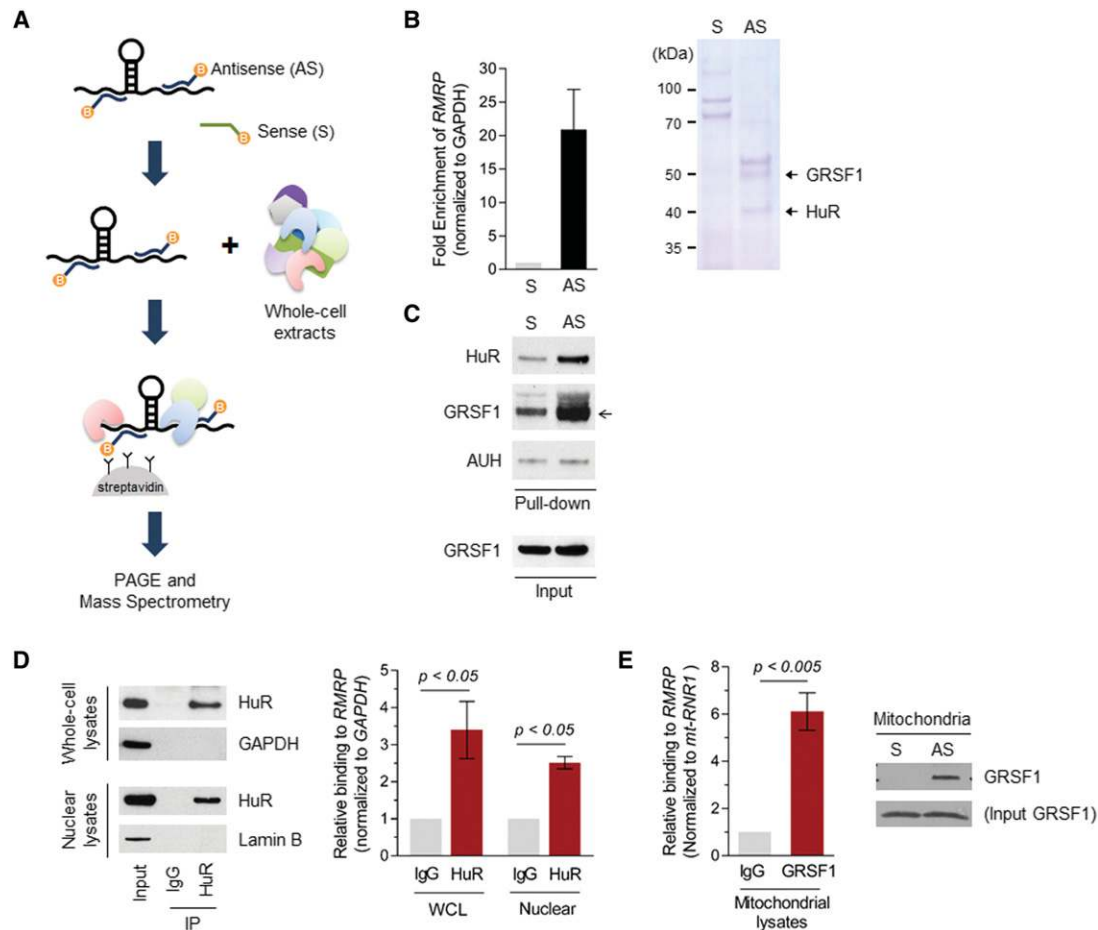 A
B
Antisense (AS)
B
B
Sense (S)
B
B
+
Whole-cell
extracts
B
B
streptavidin
PAGE and
Mass Spectrometry
B
Fold Enrichment of RMRP
(normalized to GAPDH)
30
25
20
15
10
5
0
S AS
S AS
(kDa)
100
70
50
40
35
GRSF1
HuR
C
S AS
HuR
GRSF1
AUH
Pull-down
GRSF1
Input
D
Whole-cell
lysates
HuR
GAPDH
Nuclear
lysates
HuR
Lamin B
Input
IgG
HuR
IP
Relative binding to RMRP
(normalized to GAPDH)
5
4
3
2
1
0
p < 0.05
p < 0.05
IgG HuR IgG HuR
WCL Nuclear
E
Relative binding to RMRP
(Normalized to mt-RNR1)
8
6
4
2
0
p < 0.005
IgG GRSF1
Mitochondrial
lysates
Mitochondria
S AS
GRSF1
(Input GRSF1)